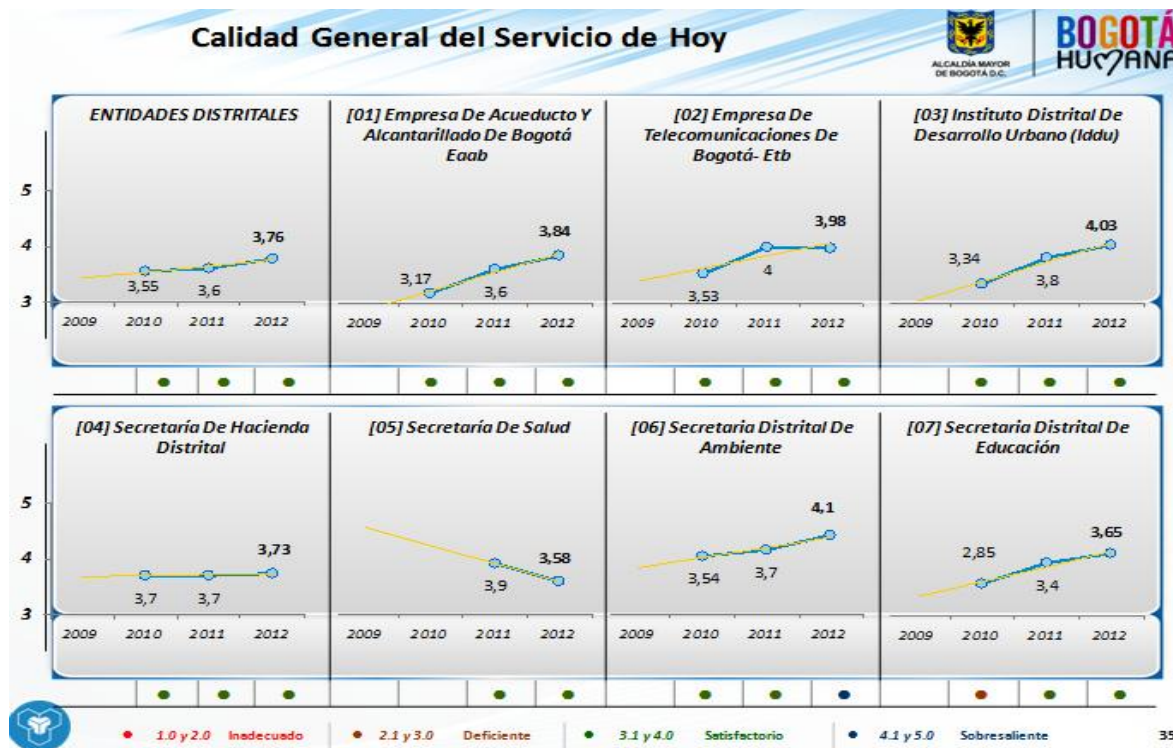 Calidad General del Servicio de Hoy
ALCALDÍA MAYOR
DE BOGOTÁ D.C.
BOGOTÁ
HUMANA
ENTIDADES DISTRITALES
5
4
3
3,76
3,55
3,6
2009 2010 2011 2012
[01] Empresa De Acueducto Y
Alcantarillado De Bogotá
Eaab
3,84
3,17
3,6
2009 2010 2011 2012
[02] Empresa De
Telecomunicaciones De
Bogotá- Etb
3,98
4
3,53
2009 2010 2011 2012
[03] Instituto Distrital De
Desarrollo Urbano (Iddu)
4,03
3,34
3,8
2009 2010 2011 2012
[04] Secretaría De Hacienda
Distrital
5
4
3
3,73
3,7
3,7
2009 2010 2011 2012
[05] Secretaría De Salud
3,58
3,9
2009 2010 2011 2012
[06] Secretaria Distrital De
Ambiente
4,1
3,54
3,7
2009 2010 2011 2012
[07] Secretaria Distrital De
Educación
3,65
2,85
3,4
2009 2010 2011 2012
1.0 y 2.0 Inadecuado
2.1 y 3.0 Deficiente
3.1 y 4.0 Satisfactorio
4.1 y 5.0 Sobresaliente